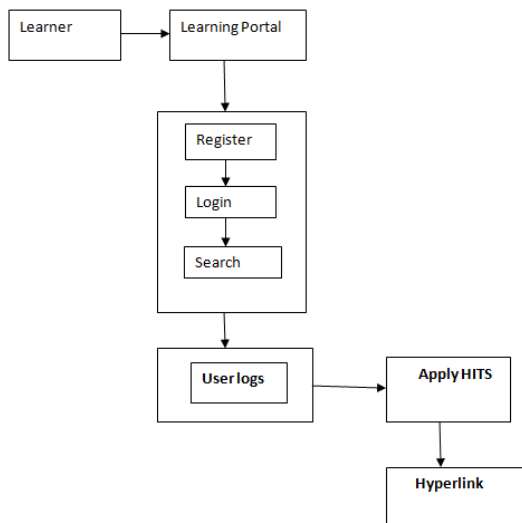 Learner
Learning Portal
Register
Login
Search
User logs
Apply HITS
Hyperlink